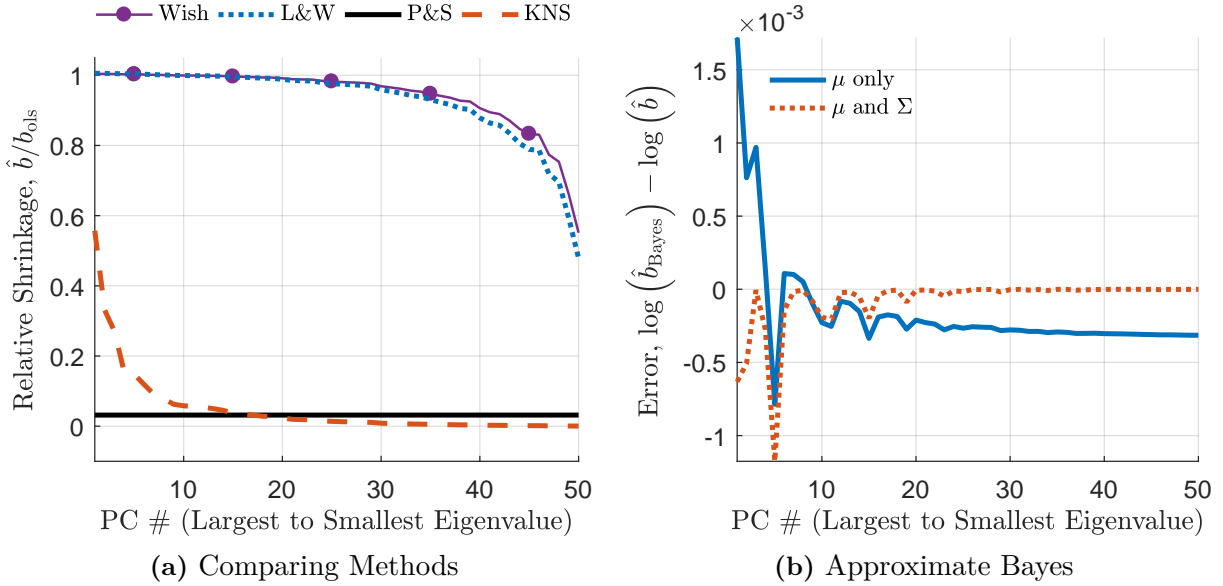 Wish L&W P&S KNS
1
0.8
0.6
0.4
0.2
0
Relative Shrinkage, b̂/b_ols
10 20 30 40 50
PC # (Largest to Smallest Eigenvalue)
(a) Comparing Methods
×10⁻³
1.5
1
0.5
0
-0.5
-1
Error, log (b̂_Bayes) − log (b̂)
μ only
μ and Σ
10 20 30 40 50
PC # (Largest to Smallest Eigenvalue)
(b) Approximate Bayes